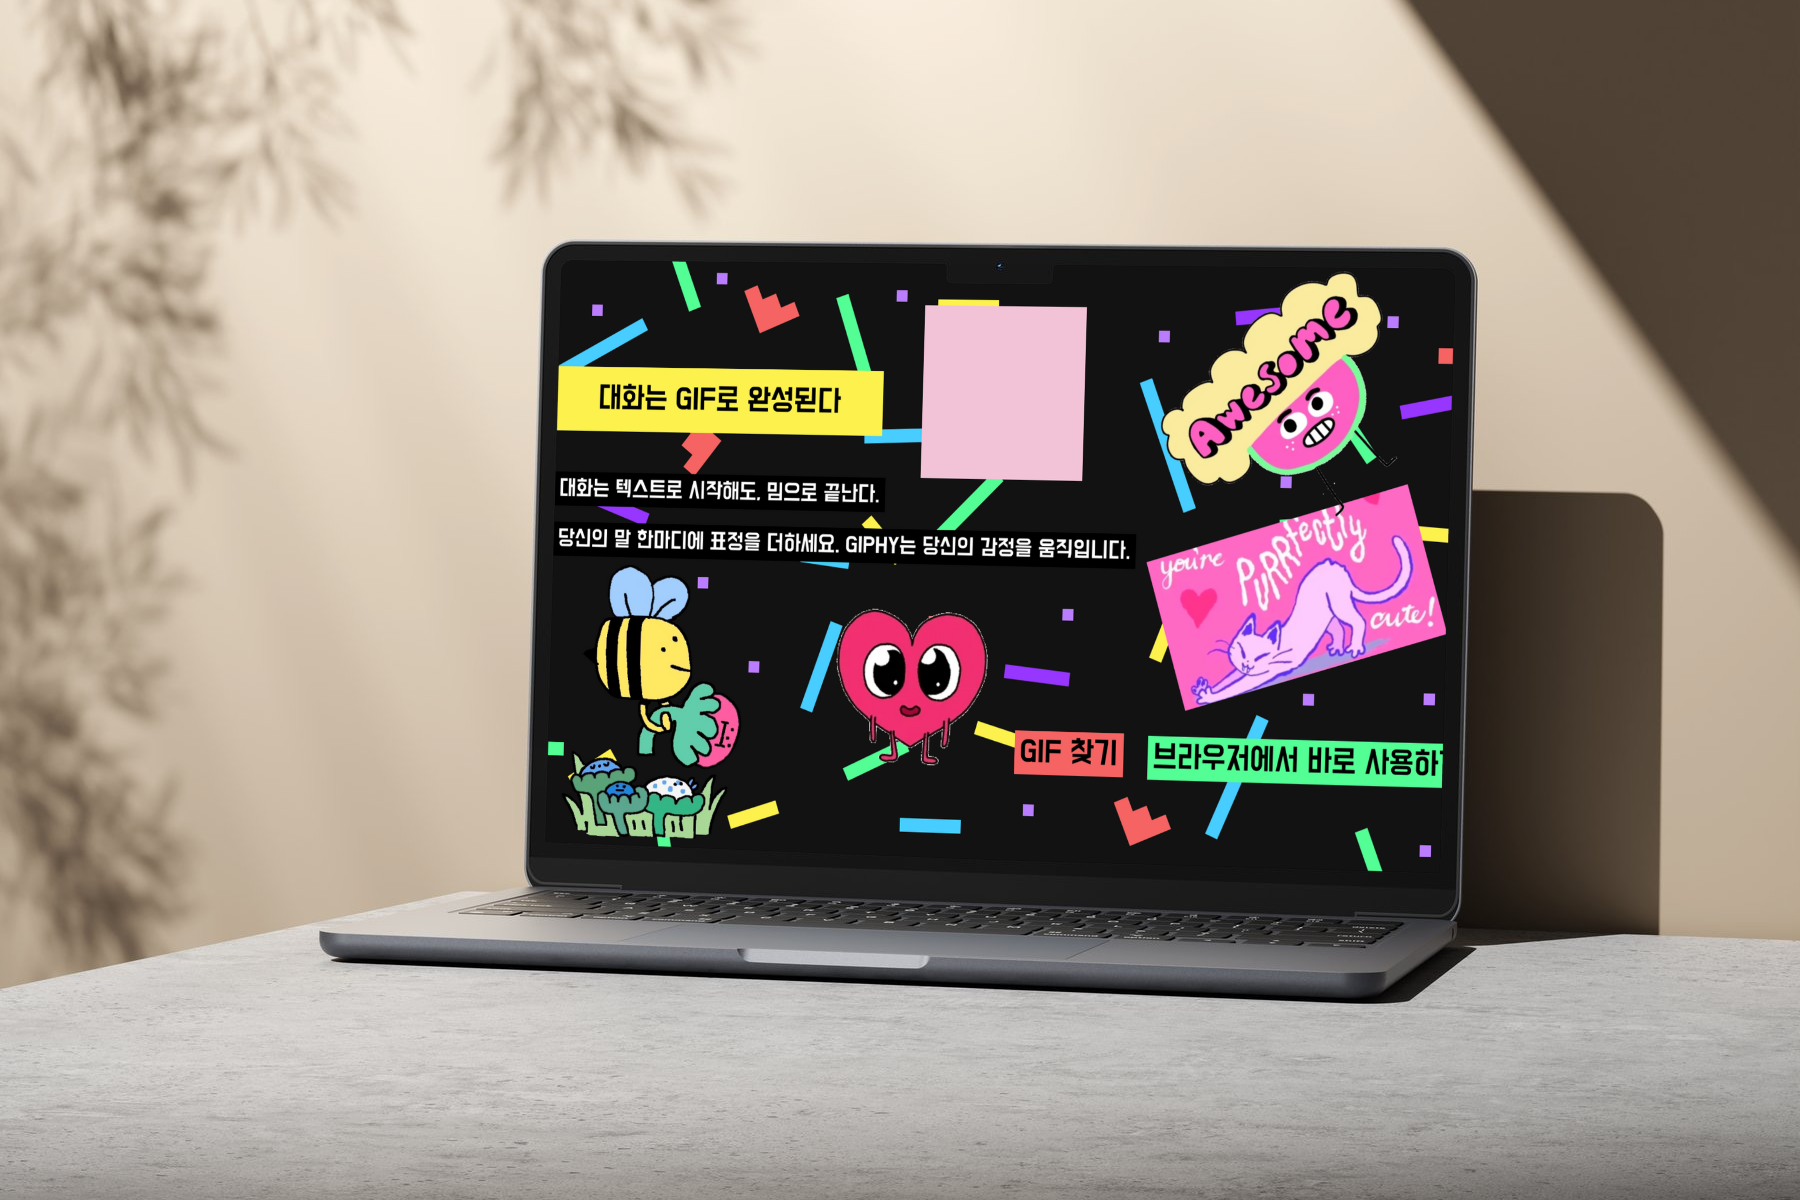 대화는 GIF로 완성된다
대화는 텍스트로 시작해도, 밈으로 끝난다.
당신의 말 한마디에 표정을 더하세요. GIPHY는 당신의 감정을 움직입니다.
Awesome
you're
PURRfectly
cute!
GIF 찾기
브라우저에서 바로 사용하